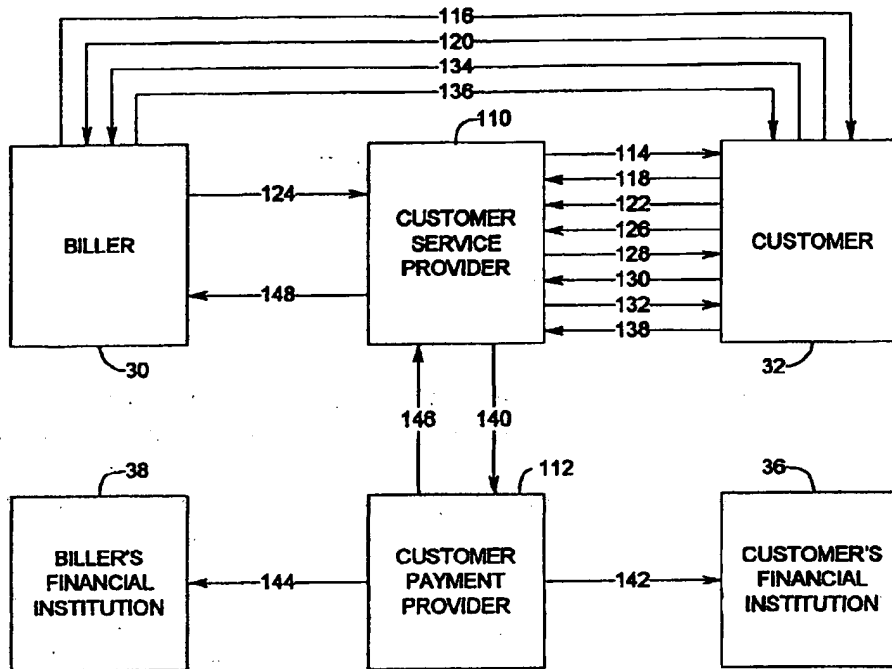 116
120
134
136
110
114
124
118
122
126
BILLER
CUSTOMER
SERVICE
PROVIDER
CUSTOMER
128
130
148
132
138
30
32
146
140
38
112
36
BILLER'S
FINANCIAL
INSTITUTION
144
CUSTOMER
PAYMENT
PROVIDER
142
CUSTOMER'S
FINANCIAL
INSTITUTION